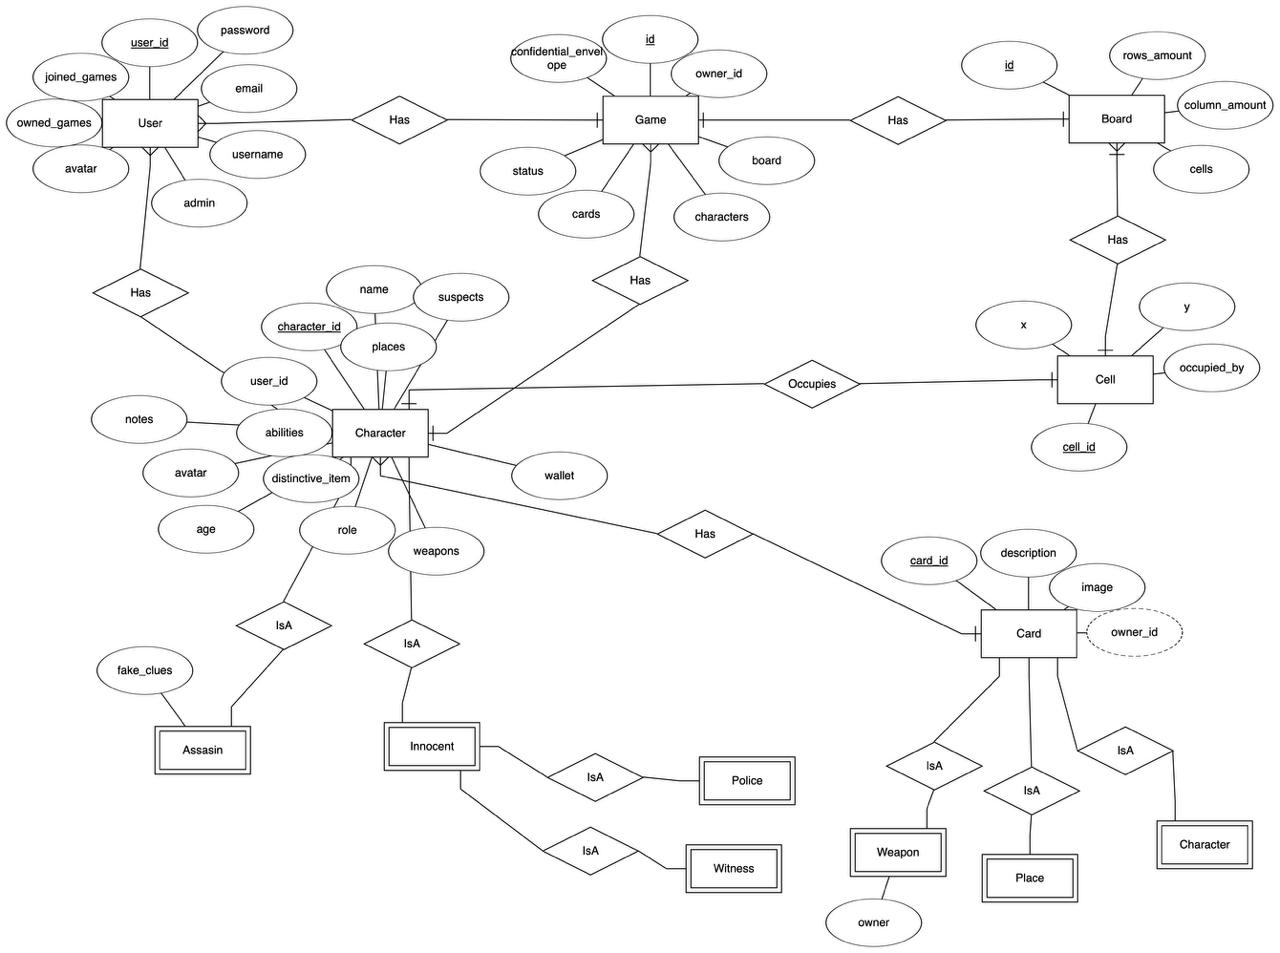 user_id
password
joined_games
email
owned_games
User
username
avatar
admin
Has
confidential_envel
ope
id
owner_id
Game
status
board
cards
characters
Has
id
rows_amount
column_amount
Board
cells
Has
Has
Has
name
suspects
character_id
places
user_id
notes
abilities
Character
avatar
distinctive_item
wallet
age
role
weapons
Occupies
x
y
occupied_by
Cell
cell_id
Has
card_id
description
image
owner_id
Card
IsA
IsA
fake_clues
Assasin
Innocent
IsA
Police
IsA
Witness
IsA
IsA
IsA
Weapon
Place
Character
owner